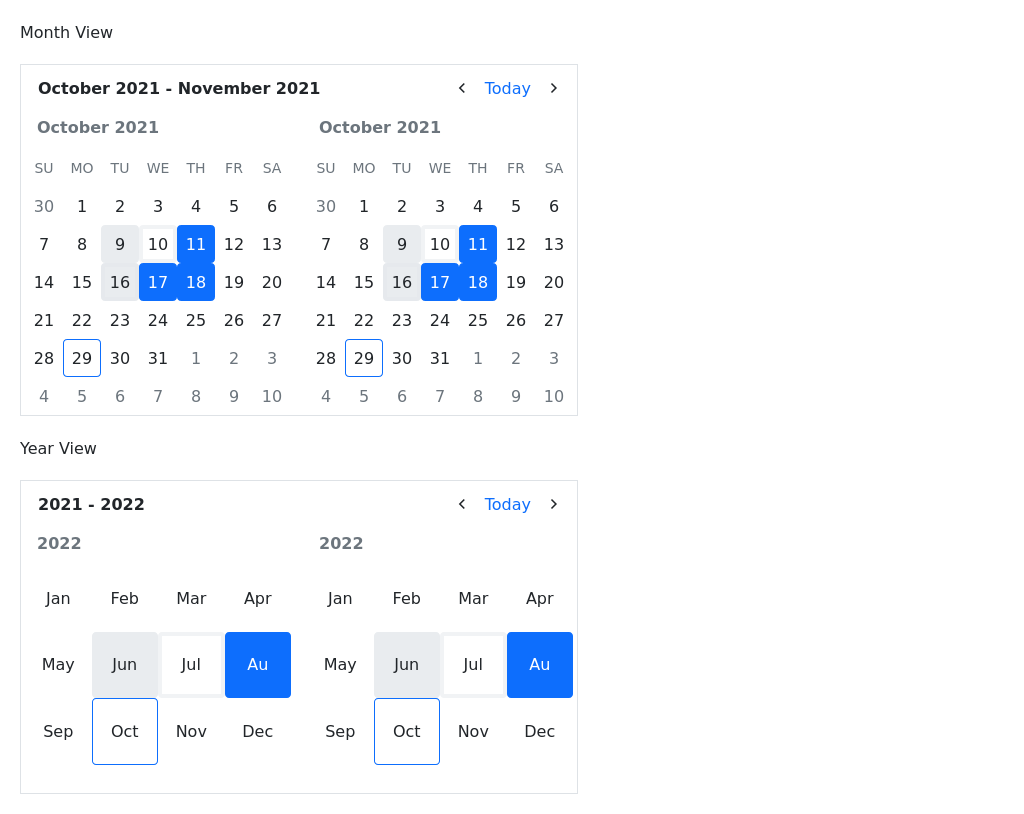 Month View
October 2021 - November 2021 Today
October 2021 October 2021
SU MO TU WE TH FR SA SU MO TU WE TH FR SA
30 1 2 3 4 5 6 30 1 2 3 4 5 6
7 8 9 10 11 12 13 7 8 9 10 11 12 13
14 15 16 17 18 19 20 14 15 16 17 18 19 20
21 22 23 24 25 26 27 21 22 23 24 25 26 27
28 29 30 31 1 2 3 28 29 30 31 1 2 3
4 5 6 7 8 9 10 4 5 6 7 8 9 10
Year View
2021 - 2022 Today
2022 2022
Jan Feb Mar Apr Jan Feb Mar Apr
May Jun Jul Au May Jun Jul Au
Sep Oct Nov Dec Sep Oct Nov Dec